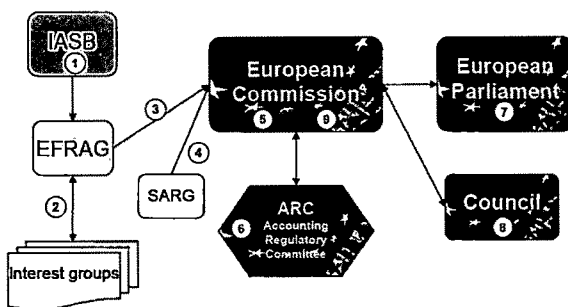 IASB
1
European
Commission
5 9
European
Parliament
7
3
EFRAG
4
SARG
2
Interest groups
6
ARC
Accounting
Regulatory
Committee
Council
8